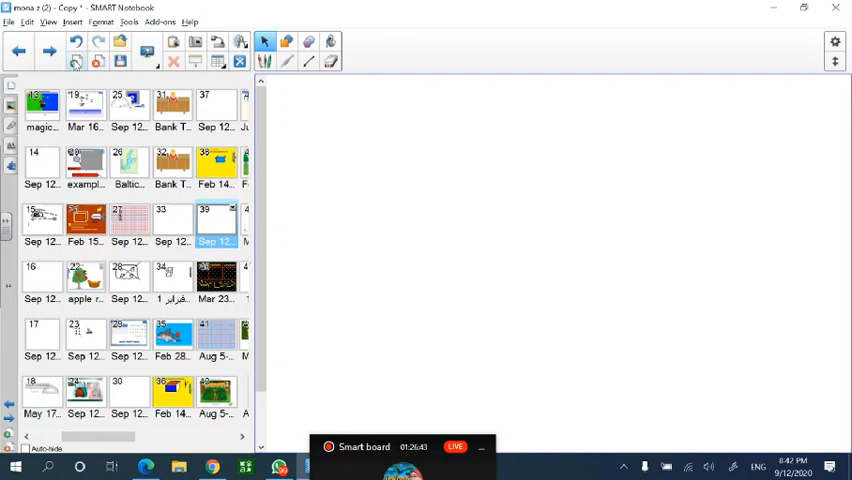 mona z (2) - Copy * - SMART Notebook
File Edit View Insert Format Tools Add-ons Help
13 19 25 31 37
magic... Mar 16... Sep 12... Bank T... Sep 12...
14 20 26 32 38
Sep 12... exampl... Baltic... Bank T... Feb 14...
15 27 33 39
Sep 12... Feb 15... Sep 12... Sep 12... Sep 12...
16 22 28 34
Sep 12... apple r... Sep 12... فبراير 1 Mar 23...
17 23 29 35 41
Sep 12... Sep 12... Sep 12... Feb 28... Aug 5-...
18 24 30 36 42
May 17... Sep 12... Sep 12... Feb 14... Aug 5-...
Auto-hide
Smart board 01:26:43 LIVE
99
ENG
8:42 PM
9/12/2020